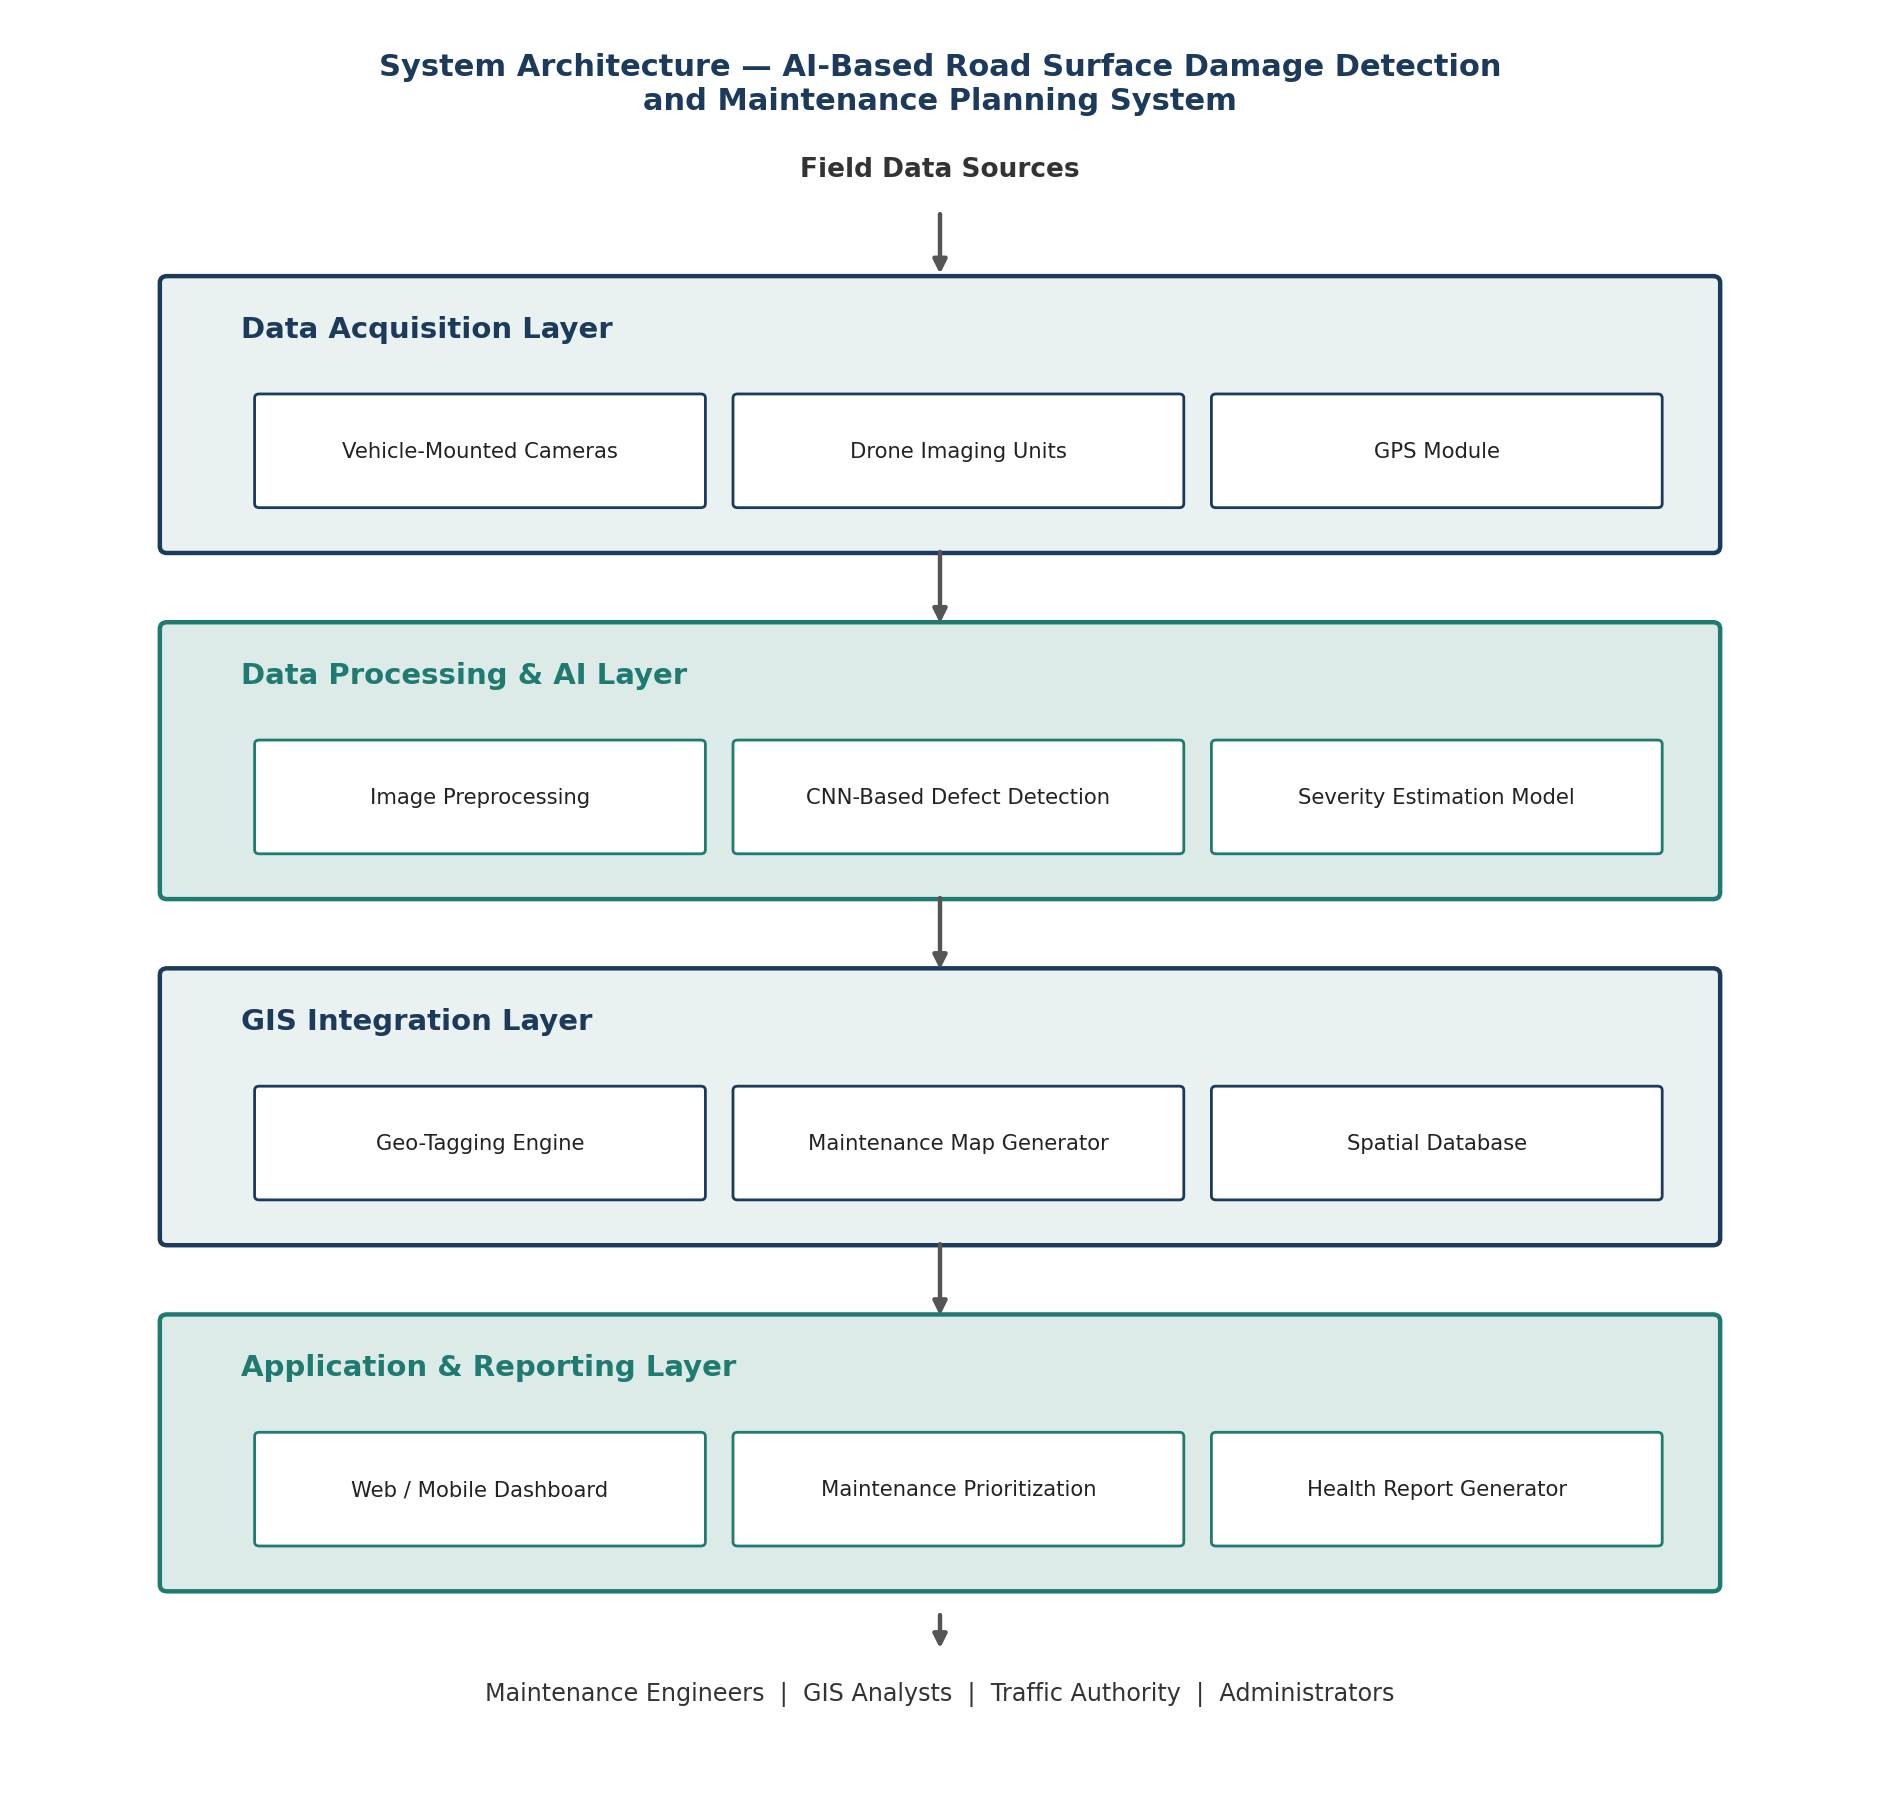 System Architecture — AI-Based Road Surface Damage Detection
and Maintenance Planning System
Field Data Sources
Data Acquisition Layer
Vehicle-Mounted Cameras
Drone Imaging Units
GPS Module
Data Processing & AI Layer
Image Preprocessing
CNN-Based Defect Detection
Severity Estimation Model
GIS Integration Layer
Geo-Tagging Engine
Maintenance Map Generator
Spatial Database
Application & Reporting Layer
Web / Mobile Dashboard
Maintenance Prioritization
Health Report Generator
Maintenance Engineers | GIS Analysts | Traffic Authority | Administrators